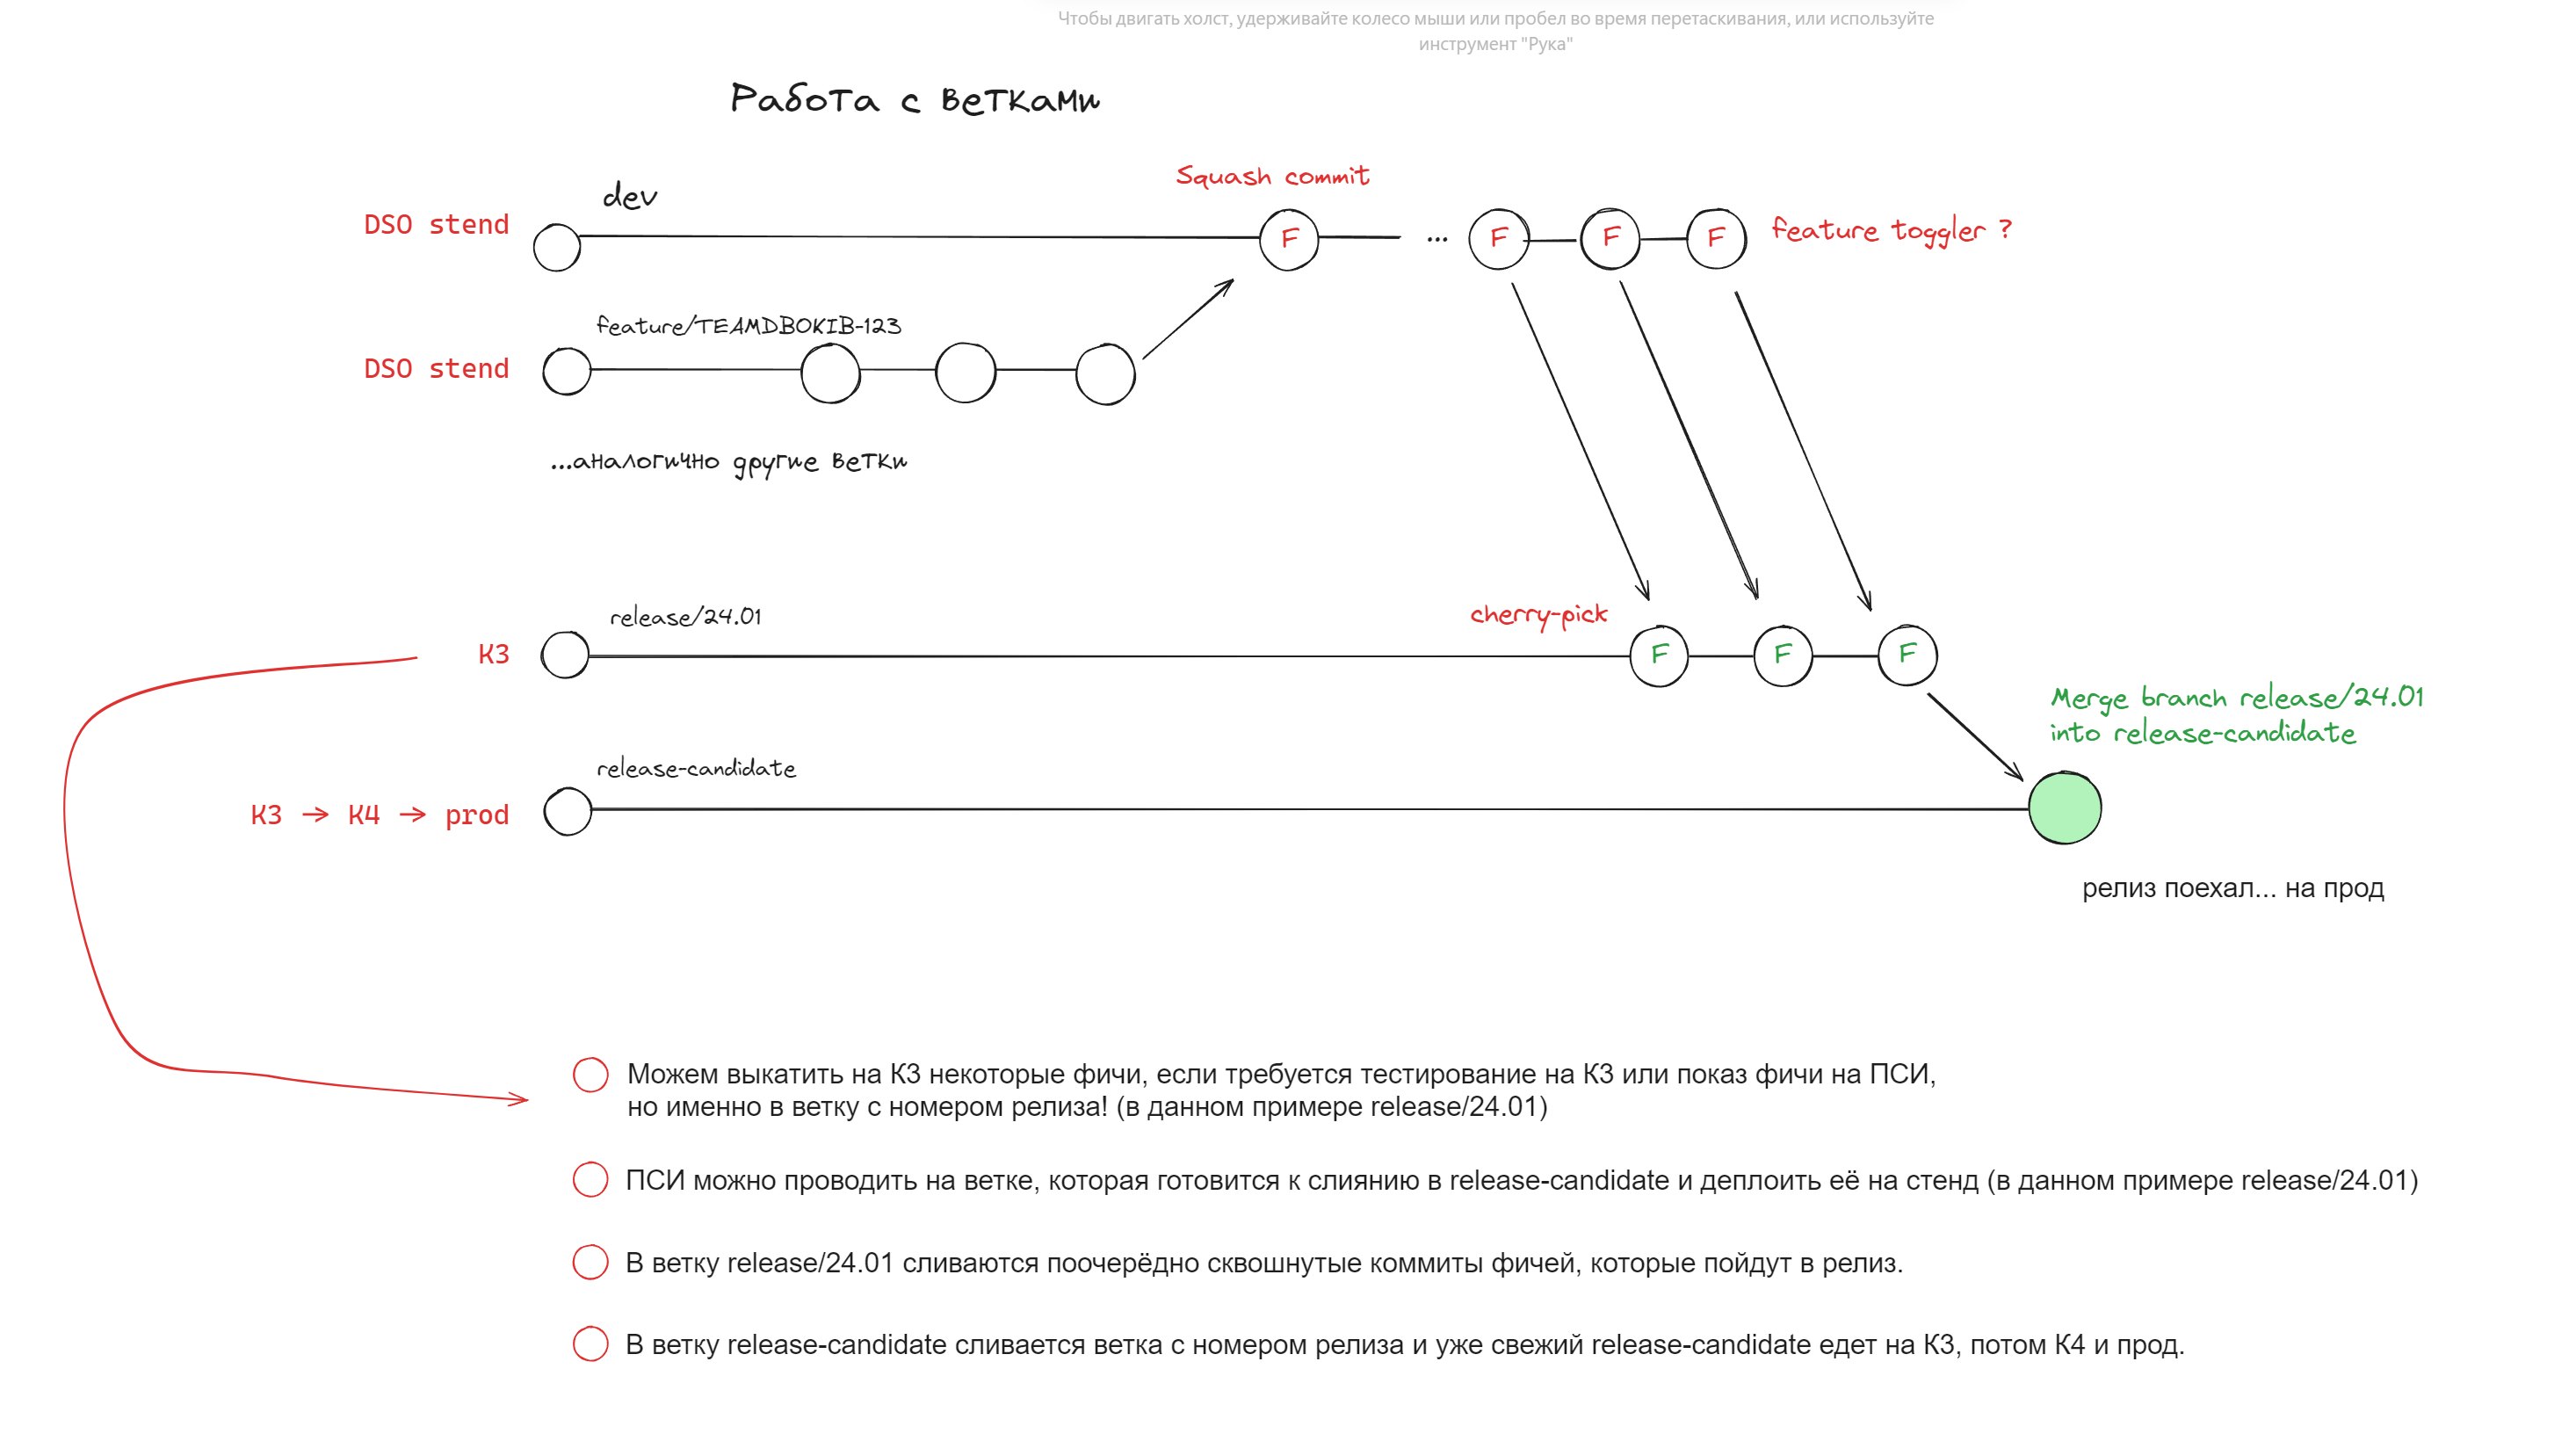 Чтобы двигать холст, удерживайте колесо мыши или пробел во время перетаскивания, или используйте
инструмент "Рука"
Работа с ветками
Squash commit
dev
DSO stend
F
...
F
F
F
feature toggler ?
feature/TEAMDBOKIB-123
DSO stend
...аналогично другие ветки
release/24.01
cherry-pick
К3
F
F
F
Merge branch release/24.01
into release-candidate
release-candidate
К3 → К4 → prod
релиз поехал... на прод
Можем выкатить на К3 некоторые фичи, если требуется тестирование на К3 или показ фичи на ПСИ,
но именно в ветку с номером релиза! (в данном примере release/24.01)
ПСИ можно проводить на ветке, которая готовится к слиянию в release-candidate и деплоить её на стенд (в данном примере release/24.01)
В ветку release/24.01 сливаются поочерёдно сквошнутые коммиты фичей, которые пойдут в релиз.
В ветку release-candidate сливается ветка с номером релиза и уже свежий release-candidate едет на К3, потом К4 и прод.